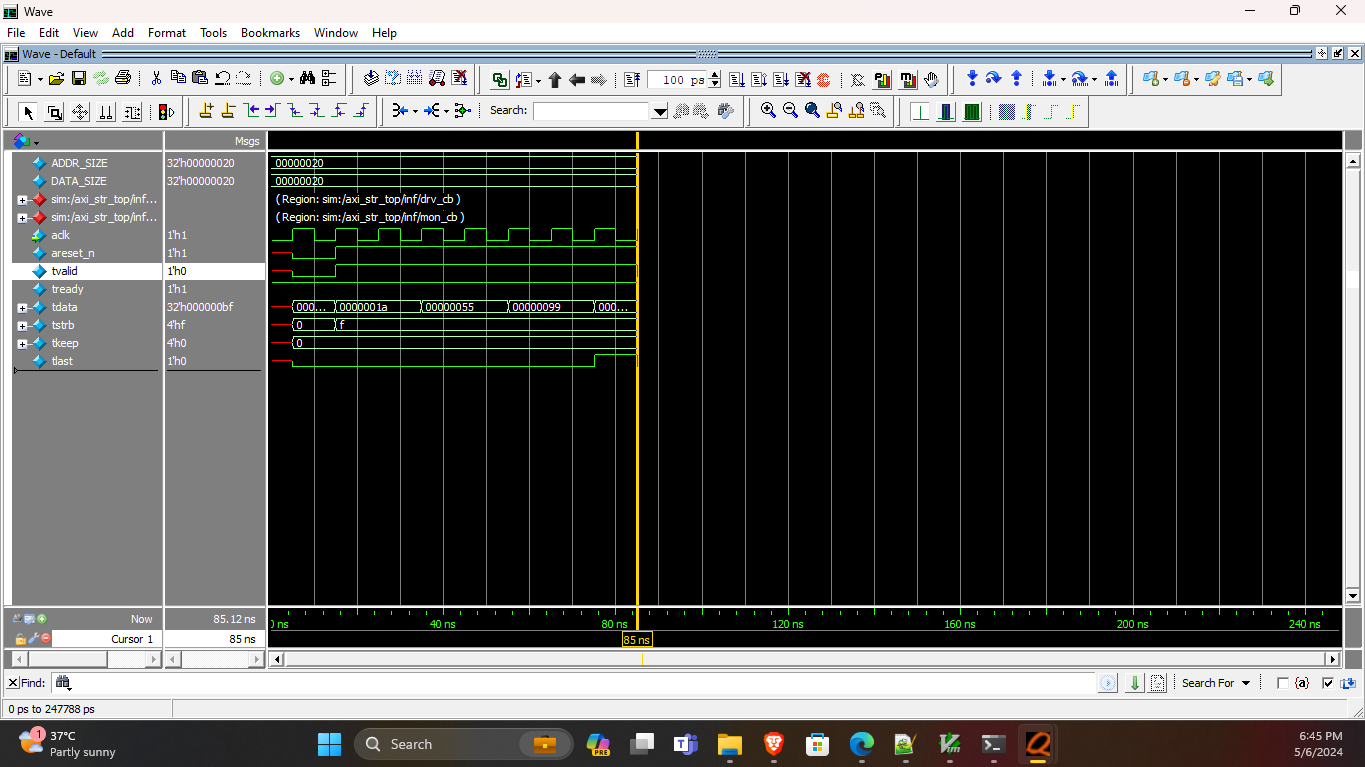 Wave
File Edit View Add Format Tools Bookmarks Window Help
Wave - Default
100 ps
Search:
Msgs
ADDR_SIZE 32'h00000020 00000020
DATA_SIZE 32'h00000020 00000020
sim:/axi_str_top/inf... (Region: sim:/axi_str_top/inf/drv_cb )
sim:/axi_str_top/inf... (Region: sim:/axi_str_top/inf/mon_cb )
aclk 1'h1
areset_n 1'h1
tvalid 1'h0
tready 1'h1
tdata 32'h000000bf 000... 0000001a 00000055 00000099 000...
tstrb 4'hf 0 f
tkeep 4'h0 0
tlast 1'h0
Now 85.12 ns 0 ns 40 ns 80 ns 120 ns 160 ns 200 ns 240 ns
Cursor 1 85 ns 85 ns
Find: Search For {a}
0 ps to 247788 ps
1 37°C
Partly sunny
Search
PRE
6:45 PM
5/6/2024